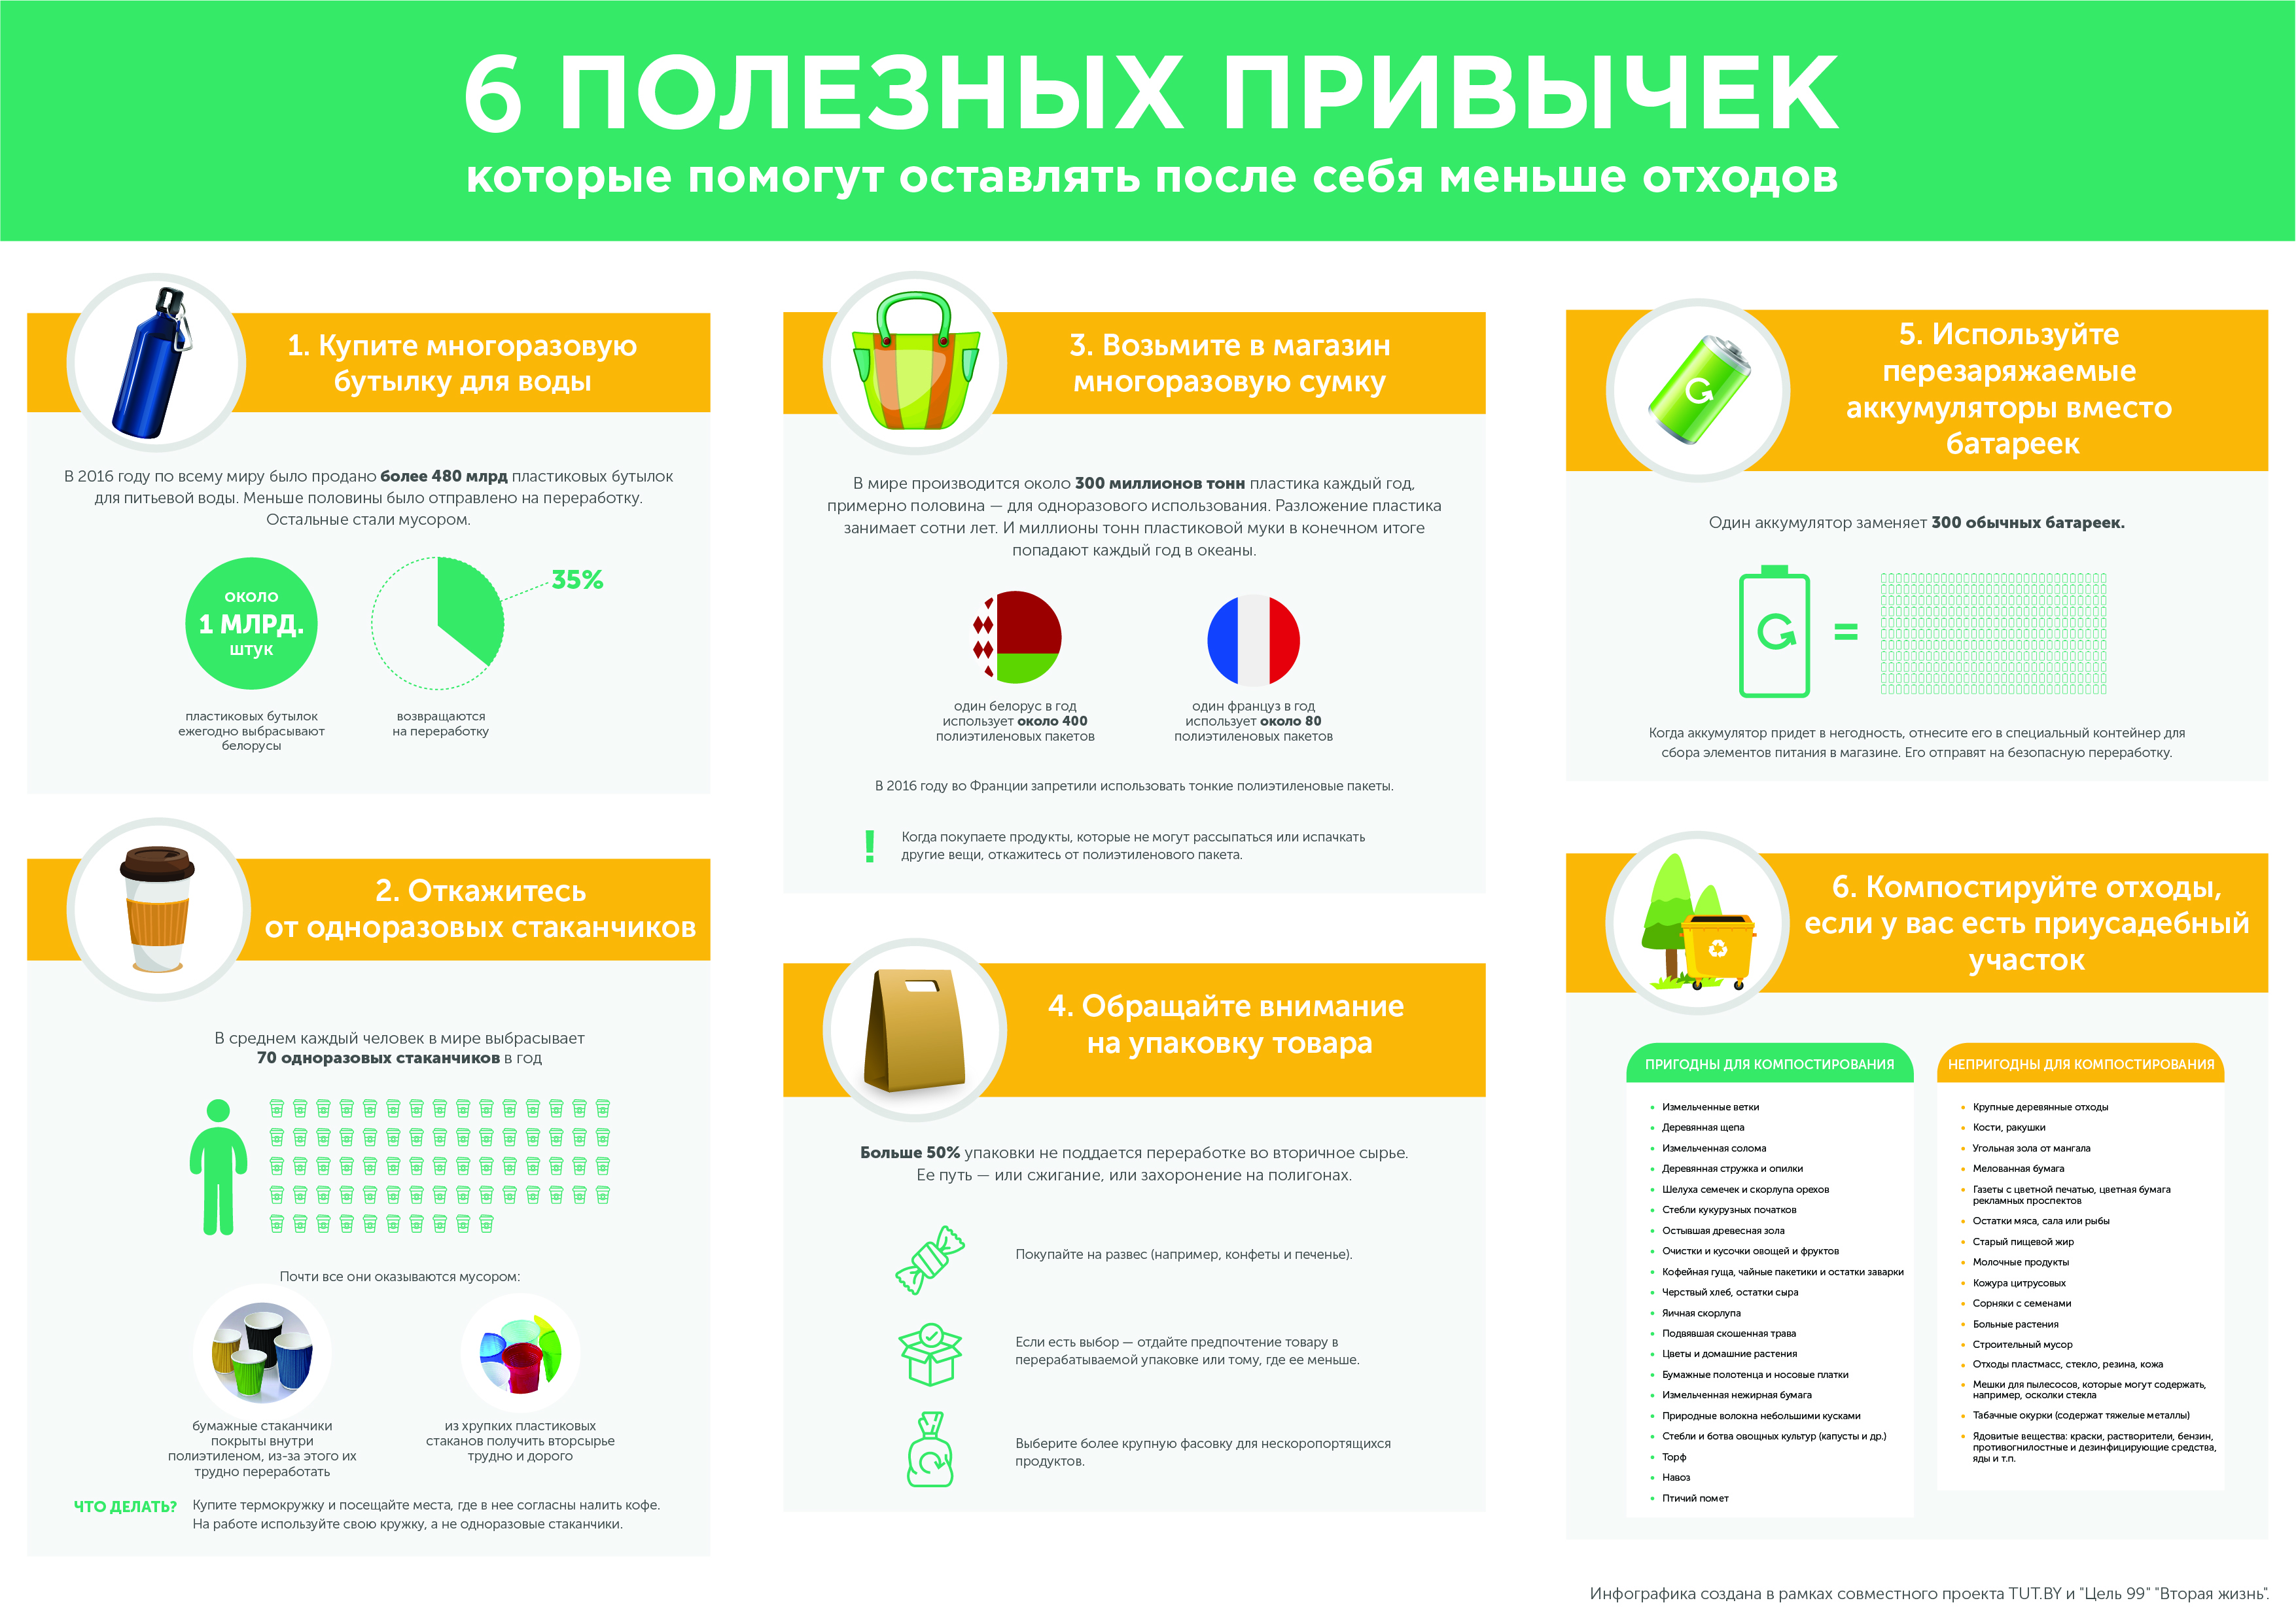 6 ПОЛЕЗНЫХ ПРИВЫЧЕК
которые помогут оставлять после себя меньше отходов
1. Купите многоразовую
бутылку для воды
В 2016 году по всему миру было продано более 480 млрд пластиковых бутылок
для питьевой воды. Меньше половины было отправлено на переработку.
Остальные стали мусором.
ОКОЛО
1 МЛРД.
штук
35%
пластиковых бутылок
ежегодно выбрасывают
белорусы
возвращаются
на переработку
2. Откажитесь
от одноразовых стаканчиков
В среднем каждый человек в мире выбрасывает
70 одноразовых стаканчиков в год
Почти все они оказываются мусором:
бумажные стаканчики
покрыты внутри
полиэтиленом, из-за этого их
трудно переработать
из хрупких пластиковых
стаканов получить вторсырье
трудно и дорого
ЧТО ДЕЛАТЬ?
Купите термокружку и посещайте места, где в нее согласны налить кофе.
На работе используйте свою кружку, а не одноразовые стаканчики.
3. Возьмите в магазин
многоразовую сумку
В мире производится около 300 миллионов тонн пластика каждый год,
примерно половина — для одноразового использования. Разложение пластика
занимает сотни лет. И миллионы тонн пластиковой муки в конечном итоге
попадают каждый год в океаны.
один белорус в год
использует около 400
полиэтиленовых пакетов
один француз в год
использует около 80
полиэтиленовых пакетов
В 2016 году во Франции запретили использовать тонкие полиэтиленовые пакеты.
!
Когда покупаете продукты, которые не могут рассыпаться или испачкать
другие вещи, откажитесь от полиэтиленового пакета.
4. Обращайте внимание
на упаковку товара
Больше 50% упаковки не поддается переработке во вторичное сырье.
Ее путь — или сжигание, или захоронение на полигонах.
Покупайте на развес (например, конфеты и печенье).
Если есть выбор — отдайте предпочтение товару в
перерабатываемой упаковке или тому, где ее меньше.
Выберите более крупную фасовку для нескоропортящихся
продуктов.
5. Используйте
перезаряжаемые
аккумуляторы вместо
батареек
Один аккумулятор заменяет 300 обычных батареек.
=
Когда аккумулятор придет в негодность, отнесите его в специальный контейнер для
сбора элементов питания в магазине. Его отправят на безопасную переработку.
6. Компостируйте отходы,
если у вас есть приусадебный
участок
ПРИГОДНЫ ДЛЯ КОМПОСТИРОВАНИЯ
• Измельченные ветки
• Деревянная щепа
• Измельченная солома
• Деревянная стружка и опилки
• Шелуха семечек и скорлупа орехов
• Стебли кукурузных початков
• Остывшая древесная зола
• Очистки и кусочки овощей и фруктов
• Кофейная гуща, чайные пакетики и остатки заварки
• Черствый хлеб, остатки сыра
• Яичная скорлупа
• Подвявшая скошенная трава
• Цветы и домашние растения
• Бумажные полотенца и носовые платки
• Измельченная нежирная бумага
• Природные волокна небольшими кусками
• Стебли и ботва овощных культур (капусты и др.)
• Торф
• Навоз
• Птичий помет
НЕПРИГОДНЫ ДЛЯ КОМПОСТИРОВАНИЯ
• Крупные деревянные отходы
• Кости, ракушки
• Угольная зола от мангала
• Мелованная бумага
• Газеты с цветной печатью, цветная бумага
рекламных проспектов
• Остатки мяса, сала или рыбы
• Старый пищевой жир
• Молочные продукты
• Кожура цитрусовых
• Сорняки с семенами
• Больные растения
• Строительный мусор
• Отходы пластмасс, стекло, резина, кожа
• Мешки для пылесосов, которые могут содержать,
например, осколки стекла
• Табачные окурки (содержат тяжелые металлы)
• Ядовитые вещества: краски, растворители, бензин,
противогнилостные и дезинфицирующие средства,
яды и т.п.
Инфографика создана в рамках совместного проекта TUT.BY и "Цель 99" "Вторая жизнь".